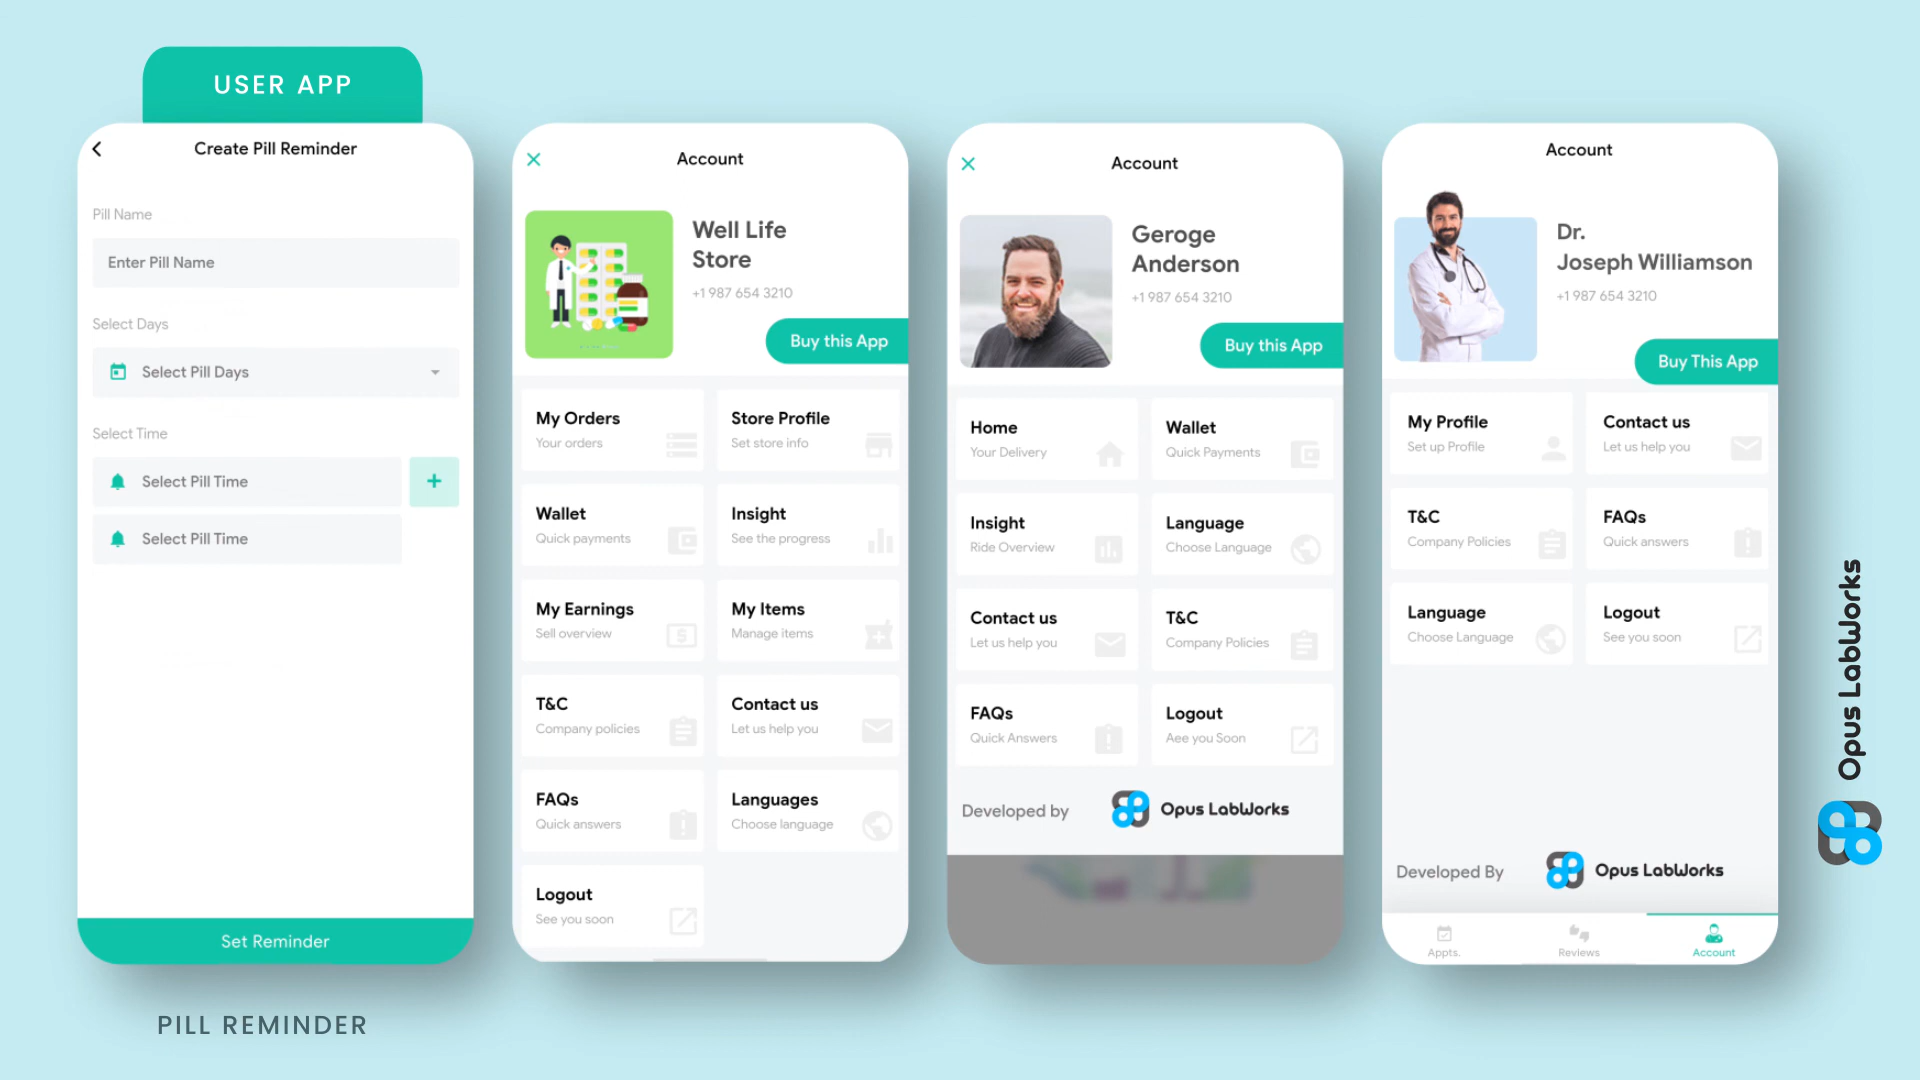 USER APP
Create Pill Reminder
Pill Name
Enter Pill Name
Select Days
Select Pill Days
Select Time
Select Pill Time
+
Select Pill Time
Set Reminder
PILL REMINDER
Account
Well Life
Store
+1 987 654 3210
Buy this App
My Orders
Your orders
Store Profile
Set store info
Wallet
Quick payments
Insight
See the progress
My Earnings
Sell overview
My Items
Manage items
T&C
Company policies
Contact us
Let us help you
FAQs
Quick answers
Languages
Choose language
Logout
See you soon
Account
Geroge
Anderson
+1 987 654 3210
Buy this App
Home
Your Delivery
Wallet
Quick Payments
Insight
Ride Overview
Language
Choose Language
Contact us
Let us help you
T&C
Company Policies
FAQs
Quick Answers
Logout
Aee you Soon
Developed by
Opus LabWorks
Account
Dr.
Joseph Williamson
+1 987 654 3210
Buy This App
My Profile
Set up Profile
Contact us
Let us help you
T&C
Company Policies
FAQs
Quick answers
Language
Choose Language
Logout
See you soon
Developed By
Opus LabWorks
Appts.
Reviews
Account
Opus LabWorks